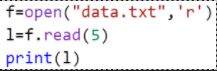 f=open("data.txt",'r')
l=f.read(5)
print(l)